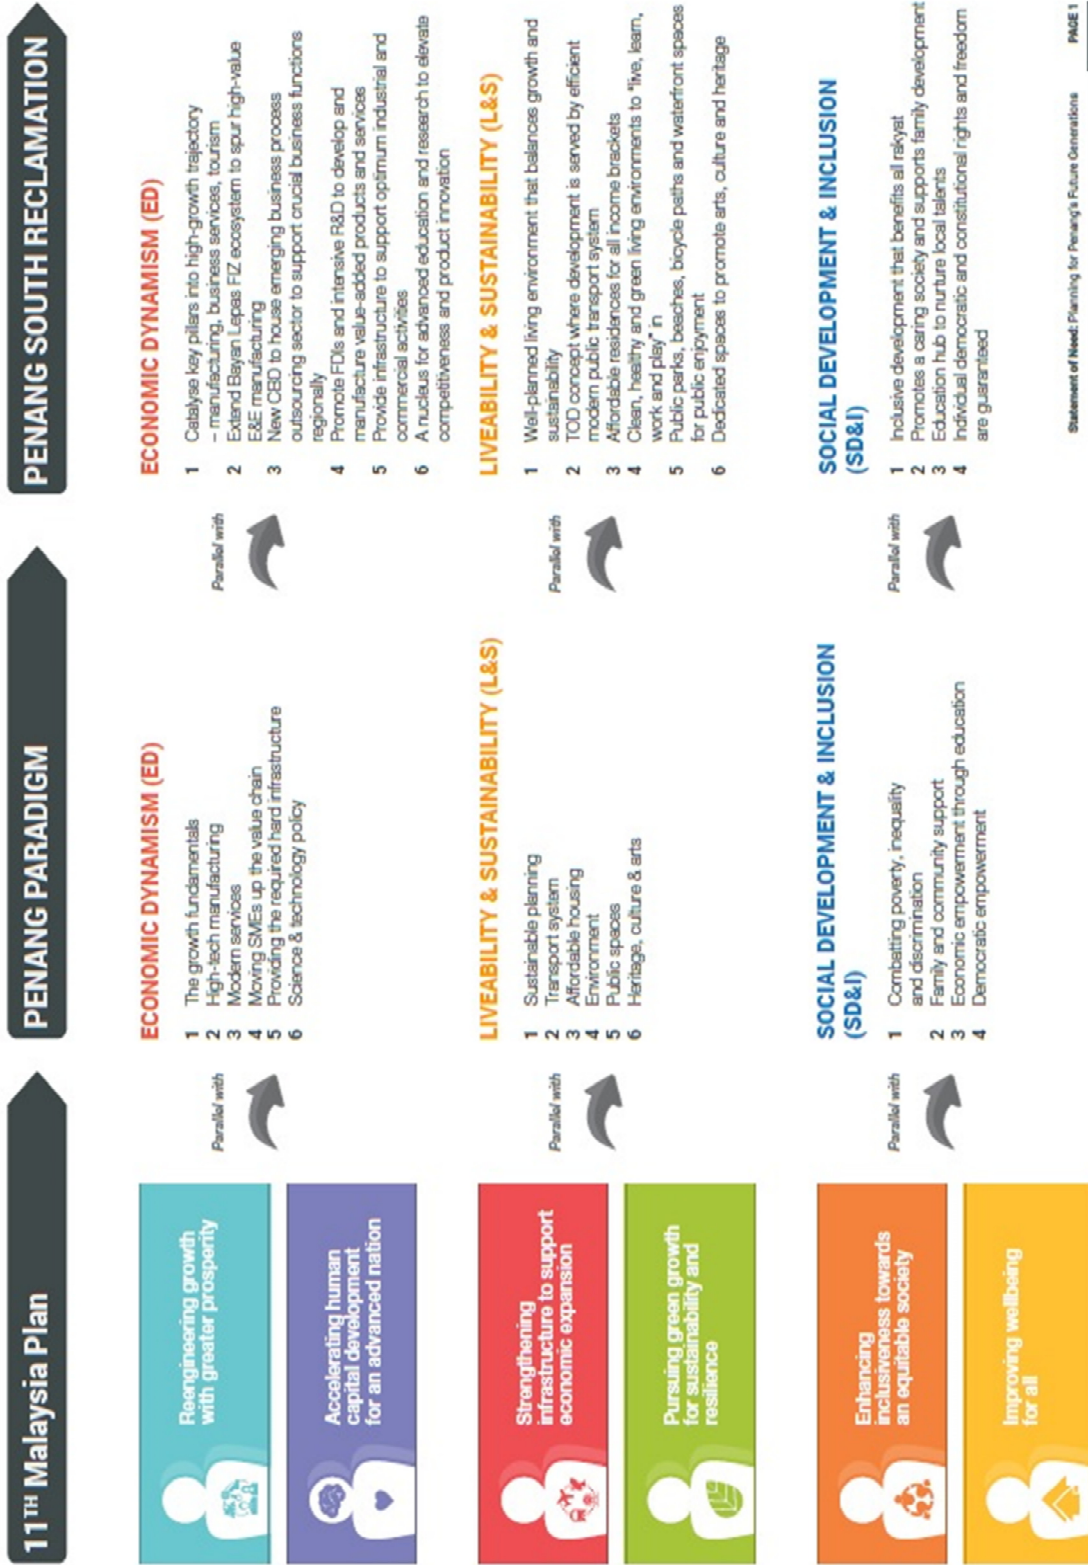 11TH Malaysia Plan
PENANG PARADIGM
PENANG SOUTH RECLAMATION
Reengineering growth
with greater prosperity
Accelerating human
capital development
for an advanced nation
Parallel with
ECONOMIC DYNAMISM (ED)
1 The growth fundamentals
2 High-tech manufacturing
3 Modern services
4 Moving SMEs up the value chain
5 Providing the required hard infrastructure
6 Science & technology policy
Parallel with
ECONOMIC DYNAMISM (ED)
1 Catalyse key pillars into high-growth trajectory
– manufacturing, business services, tourism
2 Extend Bayan Lepas FIZ ecosystem to spur high-value
E&E manufacturing
3 New CBD to house emerging business process
outsourcing sector to support crucial business functions
regionally
4 Promote FDIs and intensive R&D to develop and
manufacture value-added products and services
5 Provide infrastructure to support optimum industrial and
commercial activities
6 A nucleus for advanced education and research to elevate
competitiveness and product innovation
Strengthening
infrastructure to support
economic expansion
Pursuing green growth
for sustainability and
resilience
Parallel with
LIVEABILITY & SUSTAINABILITY (L&S)
1 Sustainable planning
2 Transport system
3 Affordable housing
4 Environment
5 Public spaces
6 Heritage, culture & arts
Parallel with
LIVEABILITY & SUSTAINABILITY (L&S)
1 Well-planned living environment that balances growth and
sustainability
2 TOD concept where development is served by efficient
modern public transport system
3 Affordable residences for all income brackets
4 Clean, healthy and green living environments to "live, learn,
work and play" in
5 Public parks, beaches, bicycle paths and waterfront spaces
for public enjoyment
6 Dedicated spaces to promote arts, culture and heritage
Enhancing
inclusiveness towards
an equitable society
Improving wellbeing
for all
Parallel with
SOCIAL DEVELOPMENT & INCLUSION
(SD&I)
1 Combatting poverty, inequality
and discrimination
2 Family and community support
3 Economic empowerment through education
4 Democratic empowerment
Parallel with
SOCIAL DEVELOPMENT & INCLUSION
(SD&I)
1 Inclusive development that benefits all rakyat
2 Promotes a caring society and supports family development
3 Education hub to nurture local talents
4 Individual democratic and constitutional rights and freedom
are guaranteed
Statement of Need: Planning for Penang's Future Generations PAGE 1